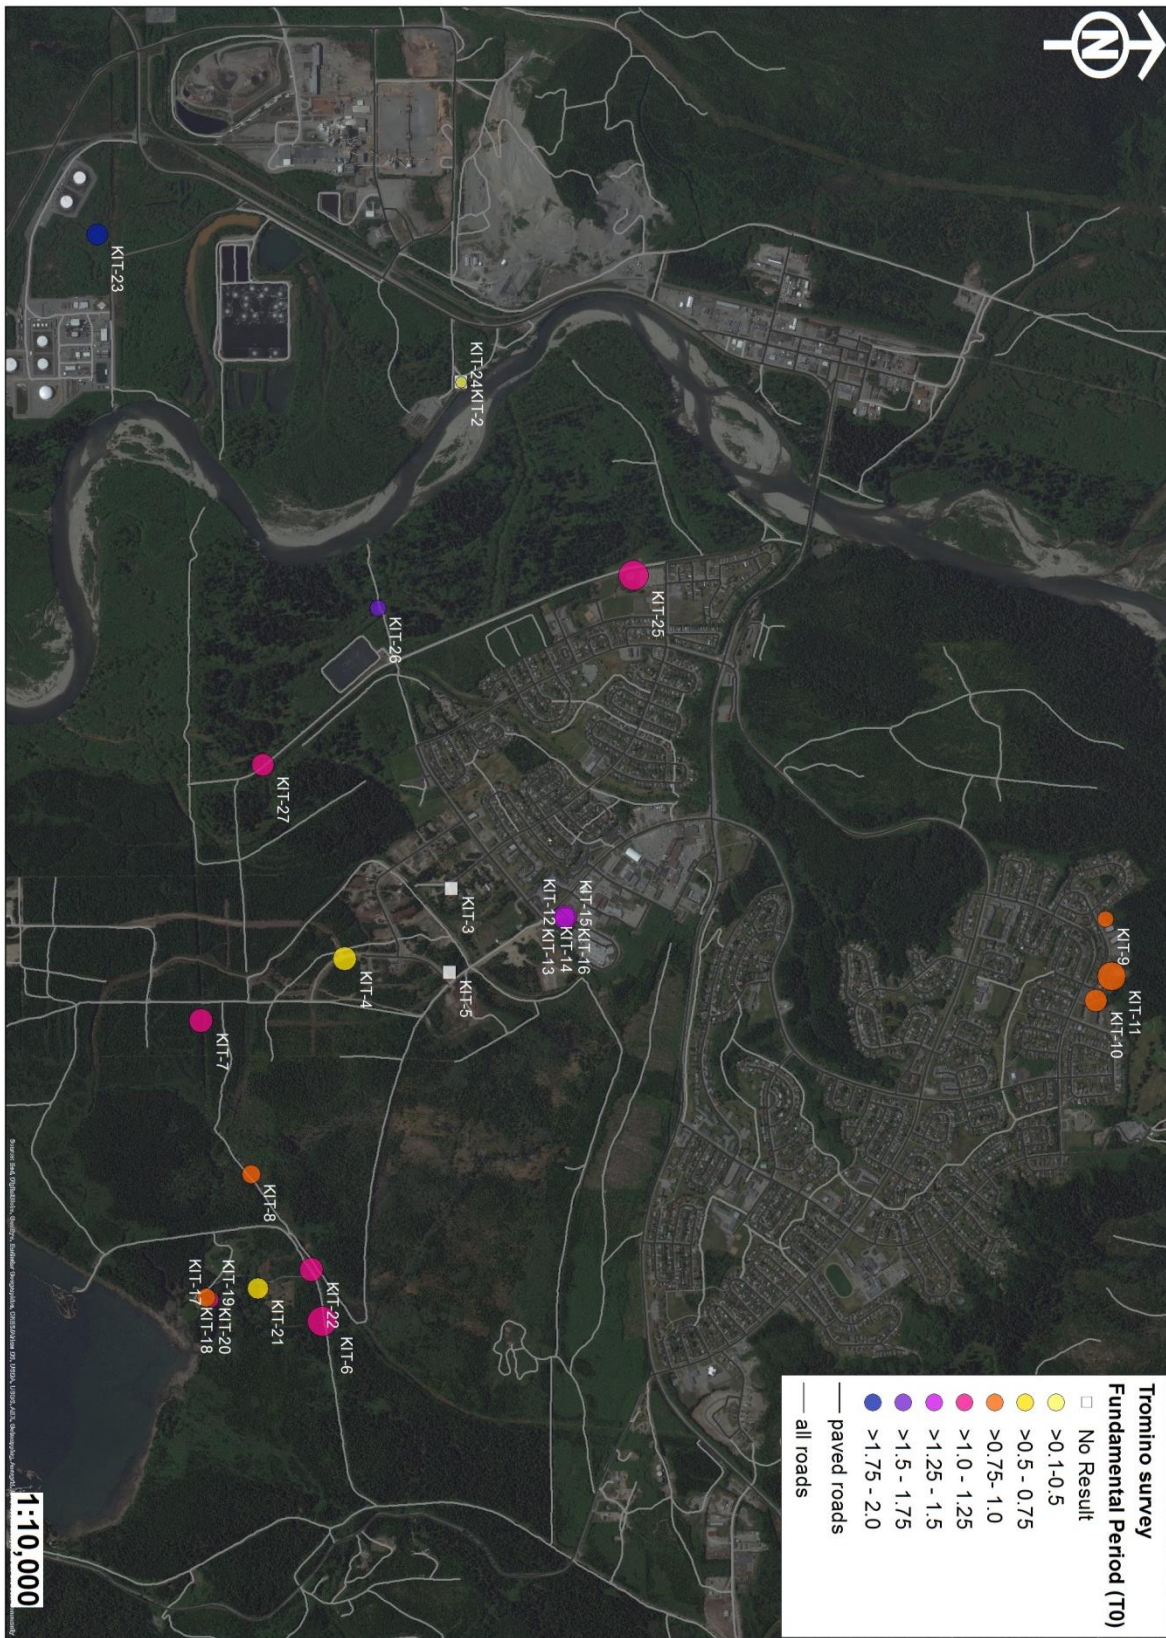 N
Tromino survey
Fundamental Period (T0)
No Result
>0.1-0.5
>0.5 - 0.75
>0.75- 1.0
>1.0 - 1.25
>1.25 - 1.5
>1.5 - 1.75
>1.75 - 2.0
paved roads
all roads
KIT-9
KIT-11
KIT-10
KIT-25
KIT-15 KIT-16
KIT-14
KIT-12 KIT-13
KIT-24 KIT-2
KIT-3
KIT-5
KIT-26
KIT-4
KIT-6
KIT-22
KIT-27
KIT-8
KIT-21
KIT-7
KIT-19 KIT-20
KIT-18
KIT-17
KIT-23
1:10,000